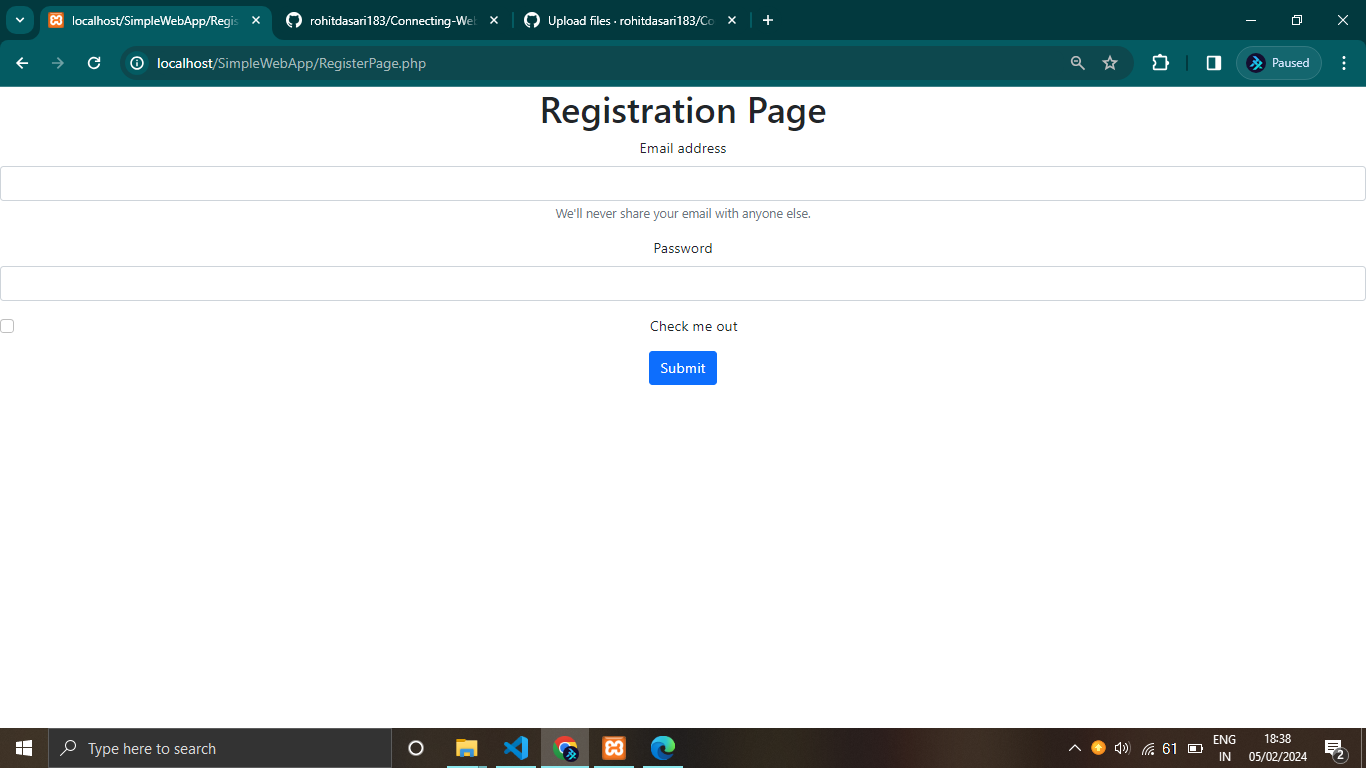 localhost/SimpleWebApp/Regis
rohitdasari183/Connecting-Web
Upload files · rohitdasari183/Co
localhost/SimpleWebApp/RegisterPage.php
Paused
Registration Page
Email address
We'll never share your email with anyone else.
Password
Check me out
Submit
Type here to search
61
ENG
IN
18:38
05/02/2024
2